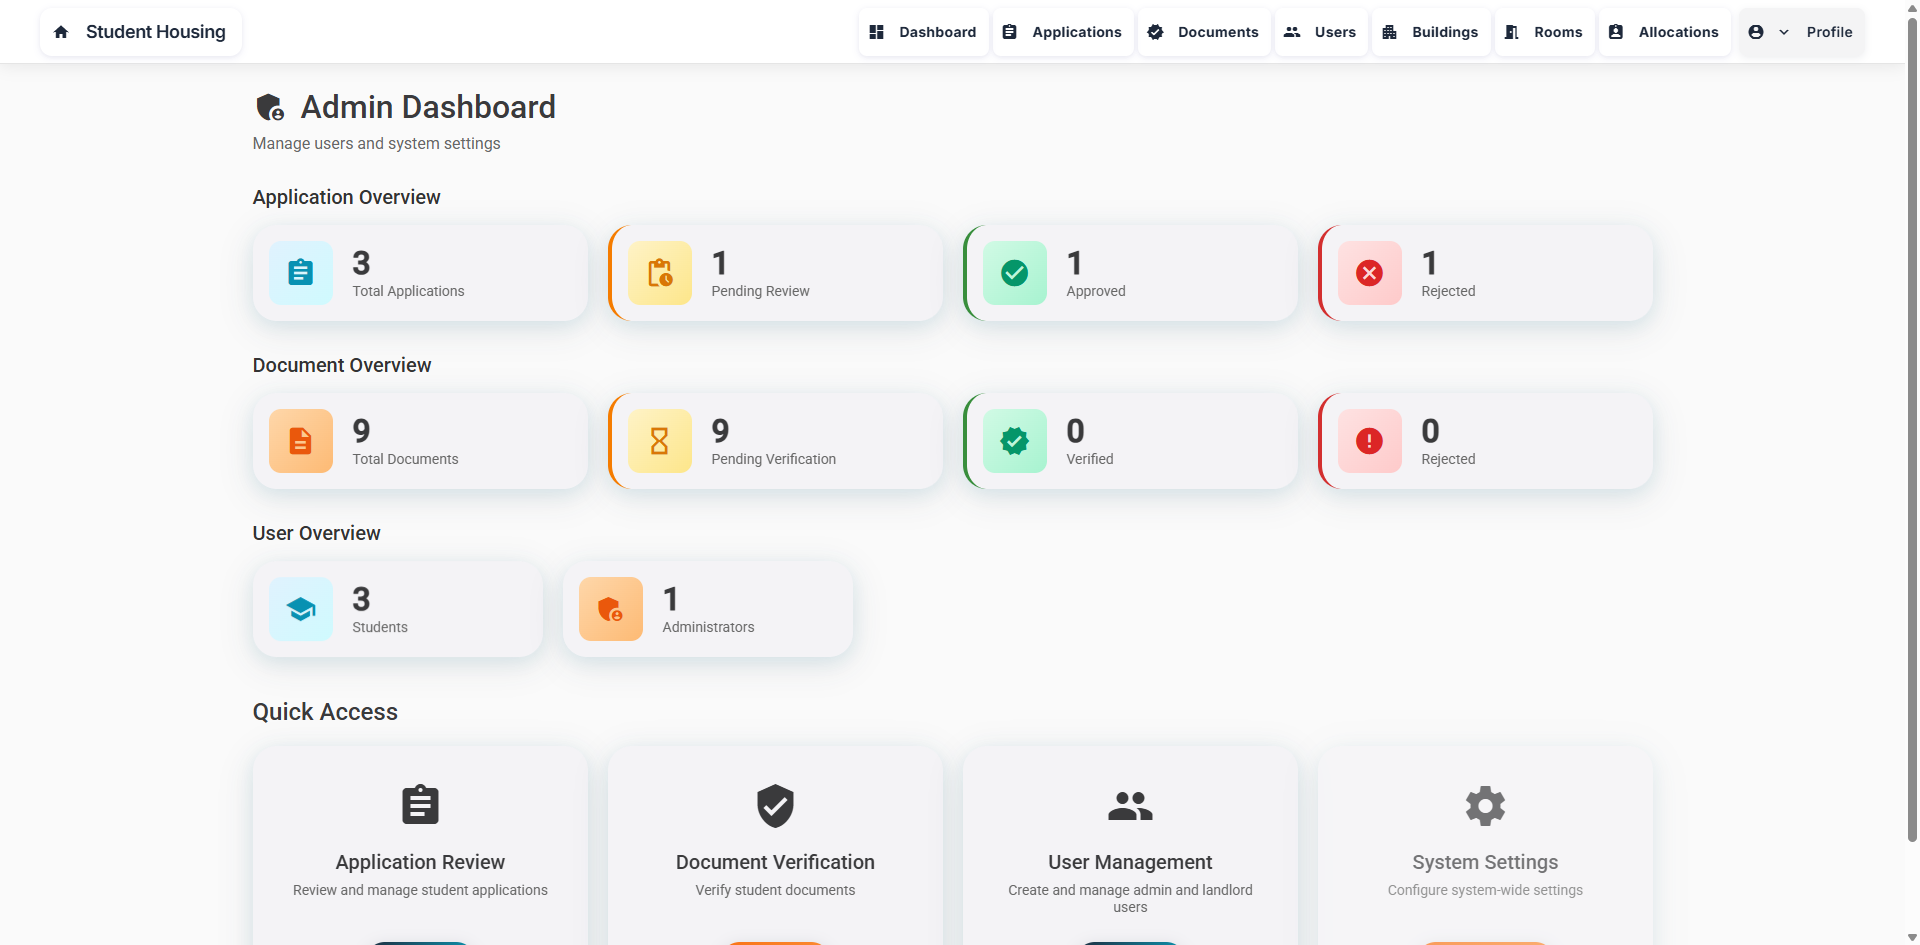 Student Housing
Dashboard
Applications
Documents
Users
Buildings
Rooms
Allocations
Profile
Admin Dashboard
Manage users and system settings
Application Overview
3
Total Applications
1
Pending Review
1
Approved
1
Rejected
Document Overview
9
Total Documents
9
Pending Verification
0
Verified
0
Rejected
User Overview
3
Students
1
Administrators
Quick Access
Application Review
Review and manage student applications
Document Verification
Verify student documents
User Management
Create and manage admin and landlord
users
System Settings
Configure system-wide settings